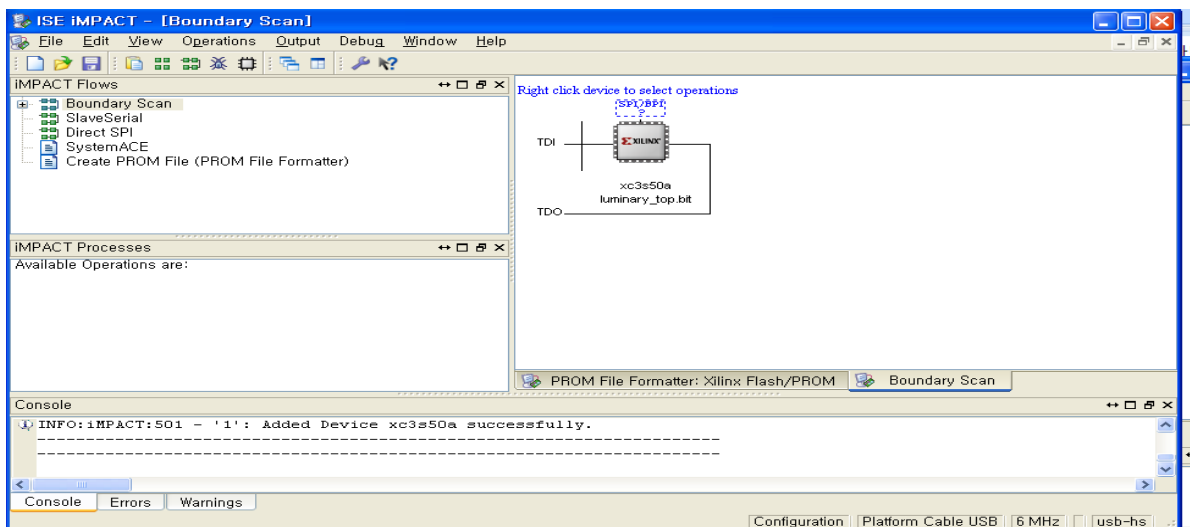 ISE iMPACT - [Boundary Scan]
File Edit View Operations Output Debug Window Help
iMPACT Flows
Boundary Scan
SlaveSerial
Direct SPI
SystemACE
Create PROM File (PROM File Formatter)
iMPACT Processes
Available Operations are:
Right click device to select operations
SPI/BPI
?
TDI
XILINX
xc3s50a
luminary_top.bit
TDO
PROM File Formatter: Xilinx Flash/PROM Boundary Scan
Console
INFO:iMPACT:501 - '1': Added Device xc3s50a successfully.
----------------------------------------------------------------------
----------------------------------------------------------------------
Console Errors Warnings
Configuration Platform Cable USB 6 MHz usb-hs